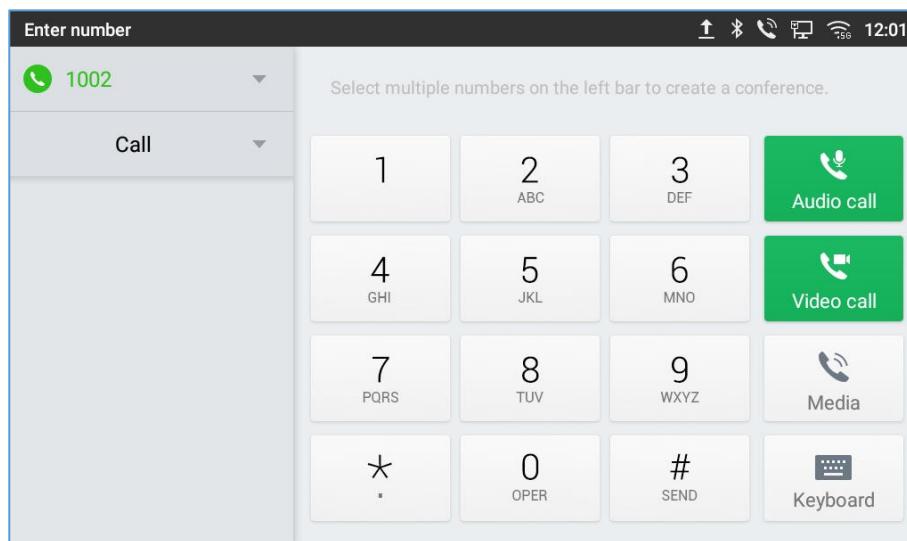 Enter number
5G 12:01
1002
Call
Select multiple numbers on the left bar to create a conference.
1
2
ABC
3
DEF
Audio call
4
GHI
5
JKL
6
MNO
Video call
7
PQRS
8
TUV
9
WXYZ
Media
*
.
0
OPER
#
SEND
Keyboard